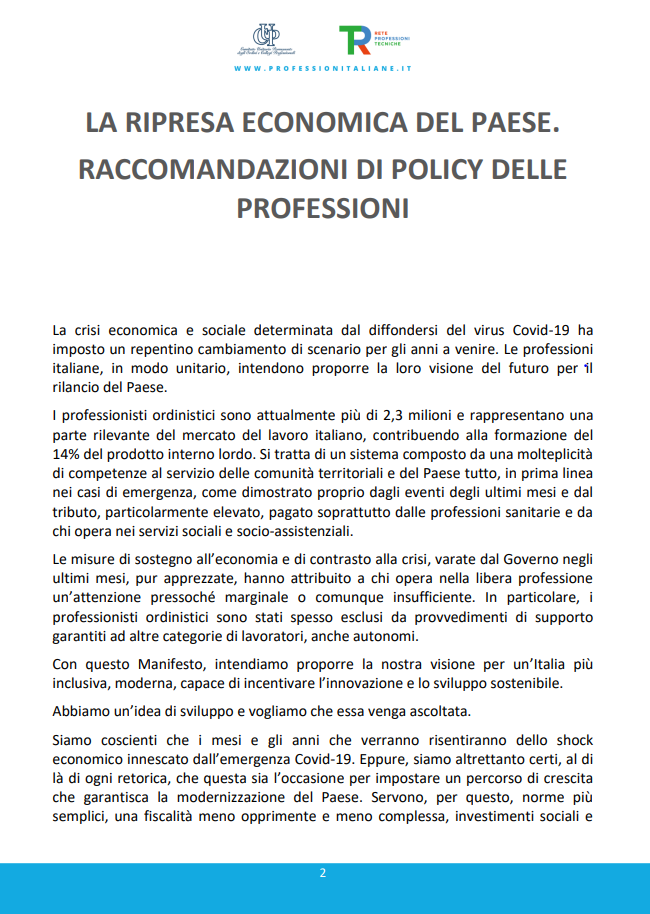 CUP
Comitato Unitario Permanente
degli Ordini e Collegi Professionali
TR
RETE
PROFESSIONI
TECNICHE
WWW.PROFESSIONITALIANE.IT
LA RIPRESA ECONOMICA DEL PAESE.
RACCOMANDAZIONI DI POLICY DELLE
PROFESSIONI
La crisi economica e sociale determinata dal diffondersi del virus Covid-19 ha
imposto un repentino cambiamento di scenario per gli anni a venire. Le professioni
italiane, in modo unitario, intendono proporre la loro visione del futuro per il
rilancio del Paese.
I professionisti ordinistici sono attualmente più di 2,3 milioni e rappresentano una
parte rilevante del mercato del lavoro italiano, contribuendo alla formazione del
14% del prodotto interno lordo. Si tratta di un sistema composto da una molteplicità
di competenze al servizio delle comunità territoriali e del Paese tutto, in prima linea
nei casi di emergenza, come dimostrato proprio dagli eventi degli ultimi mesi e dal
tributo, particolarmente elevato, pagato soprattutto dalle professioni sanitarie e da
chi opera nei servizi sociali e socio-assistenziali.
Le misure di sostegno all’economia e di contrasto alla crisi, varate dal Governo negli
ultimi mesi, pur apprezzate, hanno attribuito a chi opera nella libera professione
un’attenzione pressoché marginale o comunque insufficiente. In particolare, i
professionisti ordinistici sono stati spesso esclusi da provvedimenti di supporto
garantiti ad altre categorie di lavoratori, anche autonomi.
Con questo Manifesto, intendiamo proporre la nostra visione per un’Italia più
inclusiva, moderna, capace di incentivare l’innovazione e lo sviluppo sostenibile.
Abbiamo un’idea di sviluppo e vogliamo che essa venga ascoltata.
Siamo coscienti che i mesi e gli anni che verranno risentiranno dello shock
economico innescato dall’emergenza Covid-19. Eppure, siamo altrettanto certi, al di
là di ogni retorica, che questa sia l’occasione per impostare un percorso di crescita
che garantisca la modernizzazione del Paese. Servono, per questo, norme più
semplici, una fiscalità meno opprimente e meno complessa, investimenti sociali e
2